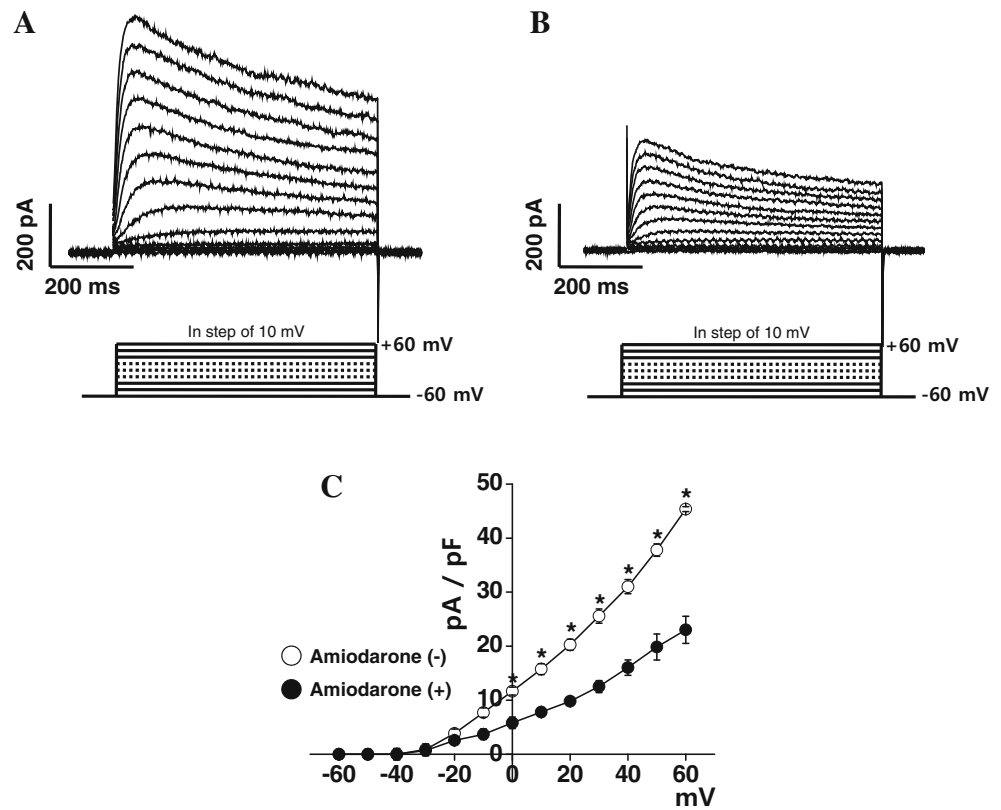 A
200 pA
200 ms
In step of 10 mV
+60 mV
-60 mV
B
200 pA
200 ms
In step of 10 mV
+60 mV
-60 mV
C
pA / pF
50
40
30
20
10
0
* * * * * * *
Amiodarone (-)
Amiodarone (+)
-60 -40 -20 0 20 40 60
mV